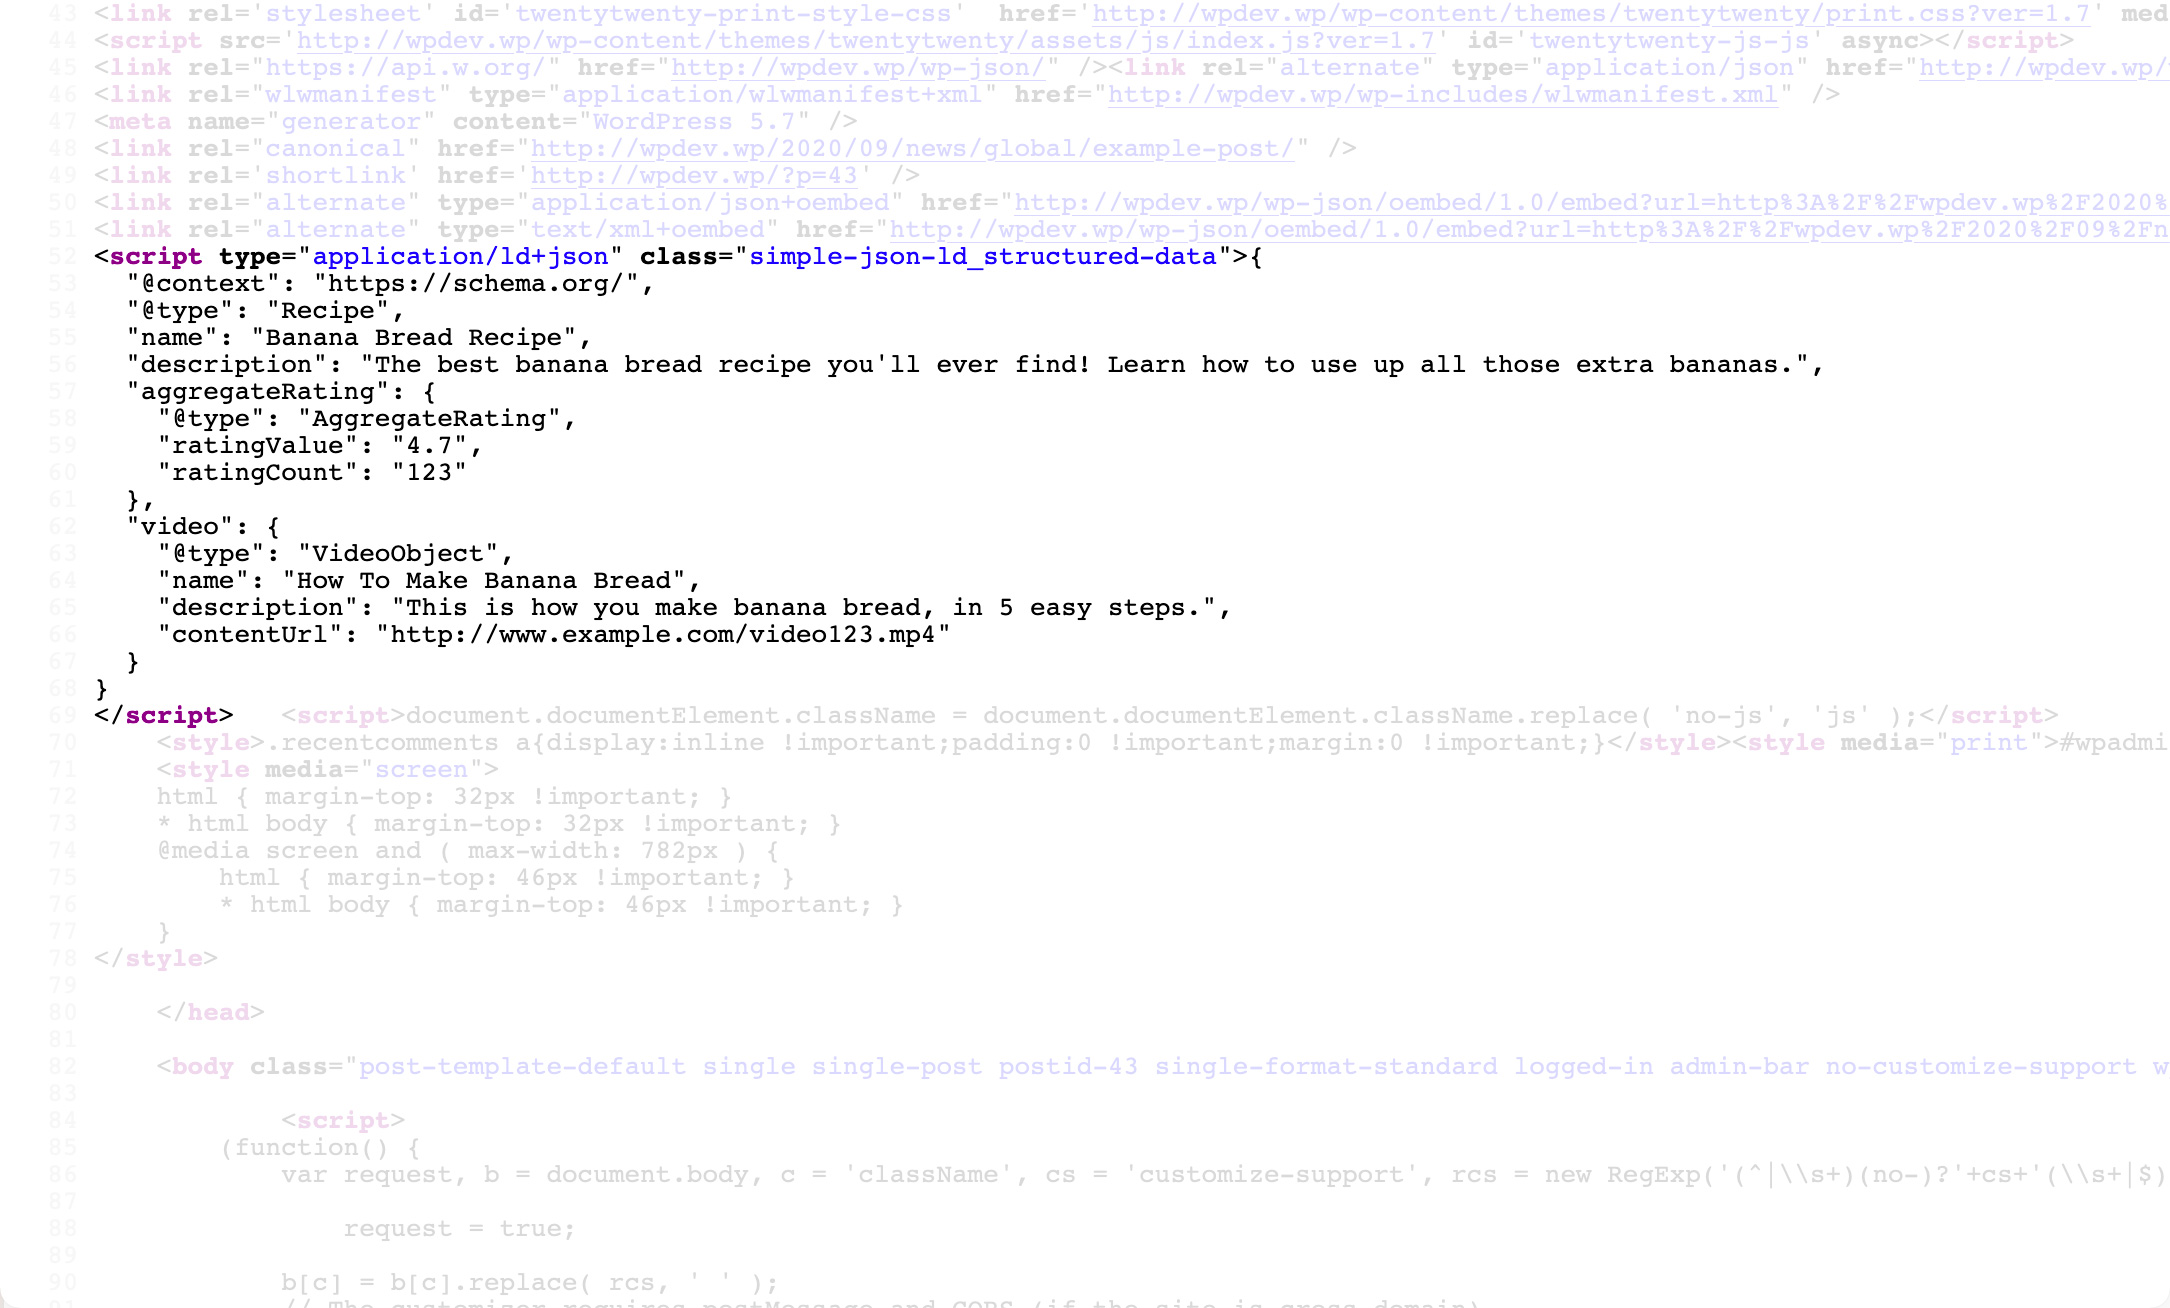 43 <link rel='stylesheet' id='twentytwenty-print-style-css'  href='http://wpdev.wp/wp-content/themes/twentytwenty/print.css?ver=1.7' med
44 <script src='http://wpdev.wp/wp-content/themes/twentytwenty/assets/js/index.js?ver=1.7' id='twentytwenty-js-js' async></script>
45 <link rel="https://api.w.org/" href="http://wpdev.wp/wp-json/" /><link rel="alternate" type="application/json" href="http://wpdev.wp/
46 <link rel="wlwmanifest" type="application/wlwmanifest+xml" href="http://wpdev.wp/wp-includes/wlwmanifest.xml" />
47 <meta name="generator" content="WordPress 5.7" />
48 <link rel="canonical" href="http://wpdev.wp/2020/09/news/global/example-post/" />
49 <link rel='shortlink' href='http://wpdev.wp/?p=43' />
50 <link rel="alternate" type="application/json+oembed" href="http://wpdev.wp/wp-json/oembed/1.0/embed?url=http%3A%2F%2Fwpdev.wp%2F2020%
51 <link rel="alternate" type="text/xml+oembed" href="http://wpdev.wp/wp-json/oembed/1.0/embed?url=http%3A%2F%2Fwpdev.wp%2F2020%2F09%2Fn
52 <script type="application/ld+json" class="simple-json-ld_structured-data">{
53   "@context": "https://schema.org/",
54   "@type": "Recipe",
55   "name": "Banana Bread Recipe",
56   "description": "The best banana bread recipe you'll ever find! Learn how to use up all those extra bananas.",
57   "aggregateRating": {
58     "@type": "AggregateRating",
59     "ratingValue": "4.7",
60     "ratingCount": "123"
61   },
62   "video": {
63     "@type": "VideoObject",
64     "name": "How To Make Banana Bread",
65     "description": "This is how you make banana bread, in 5 easy steps.",
66     "contentUrl": "http://www.example.com/video123.mp4"
67   }
68 }
69 </script>   <script>document.documentElement.className = document.documentElement.className.replace( 'no-js', 'js' );</script>
70     <style>.recentcomments a{display:inline !important;padding:0 !important;margin:0 !important;}</style><style media="print">#wpadmi
71     <style media="screen">
72     html { margin-top: 32px !important; }
73     * html body { margin-top: 32px !important; }
74     @media screen and ( max-width: 782px ) {
75         html { margin-top: 46px !important; }
76         * html body { margin-top: 46px !important; }
77     }
78 </style>
79
80     </head>
81
82     <body class="post-template-default single single-post postid-43 single-format-standard logged-in admin-bar no-customize-support w
83
84             <script>
85         (function() {
86             var request, b = document.body, c = 'className', cs = 'customize-support', rcs = new RegExp('(^|\\s+)(no-)?'+cs+'(\\s+|$)
87
88                 request = true;
89
90             b[c] = b[c].replace( rcs, ' ' );
91             // The customizer requires postMessage and CORS (if the site is cross domain).